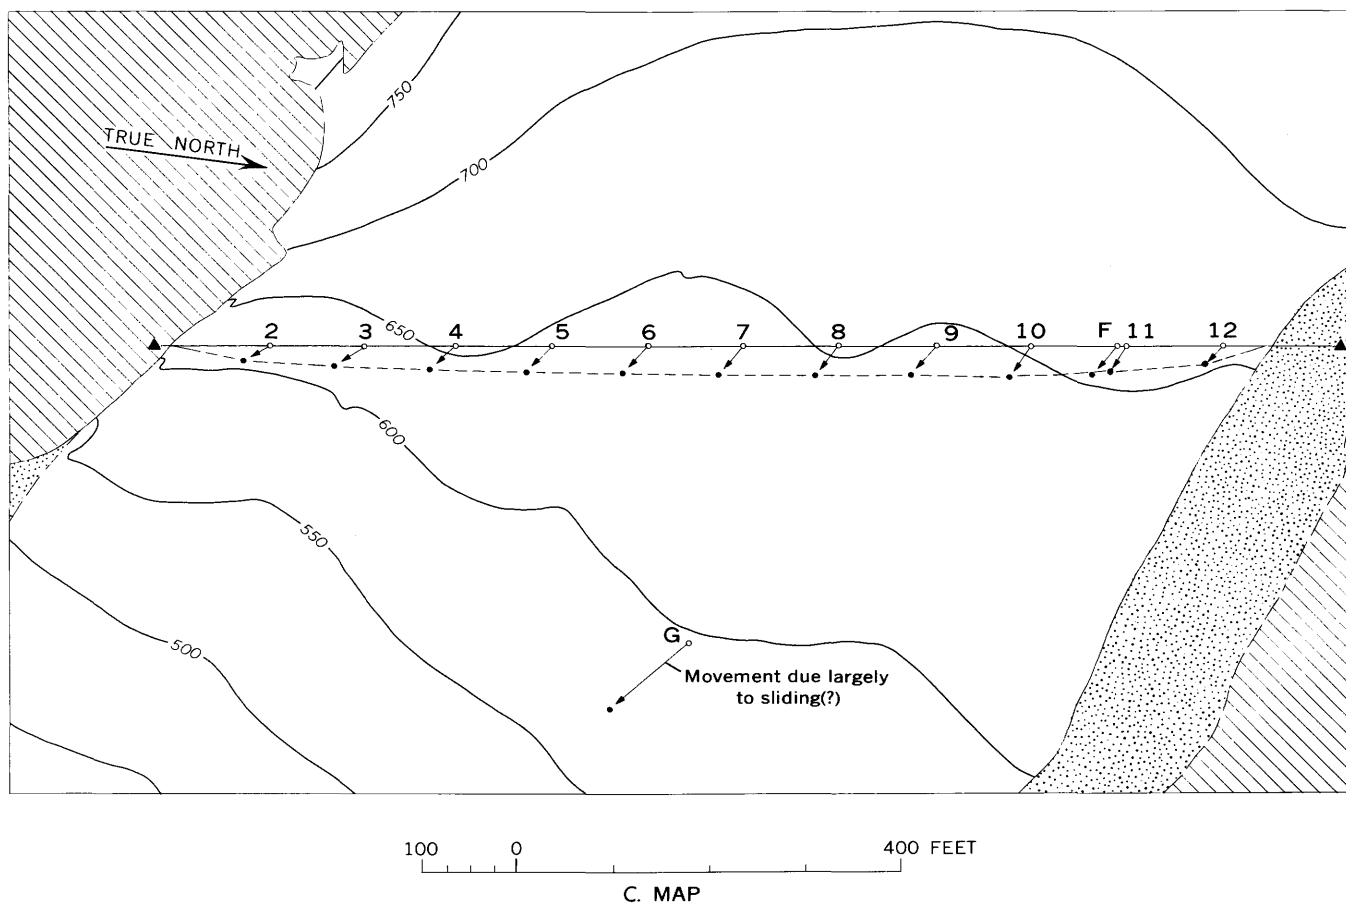 750
TRUE NORTH
700
650
2 3 4 5 6 7 8 9 10 F 11 12
600
550
500
G
Movement due largely
to sliding(?)
100 0 400 FEET
C. MAP